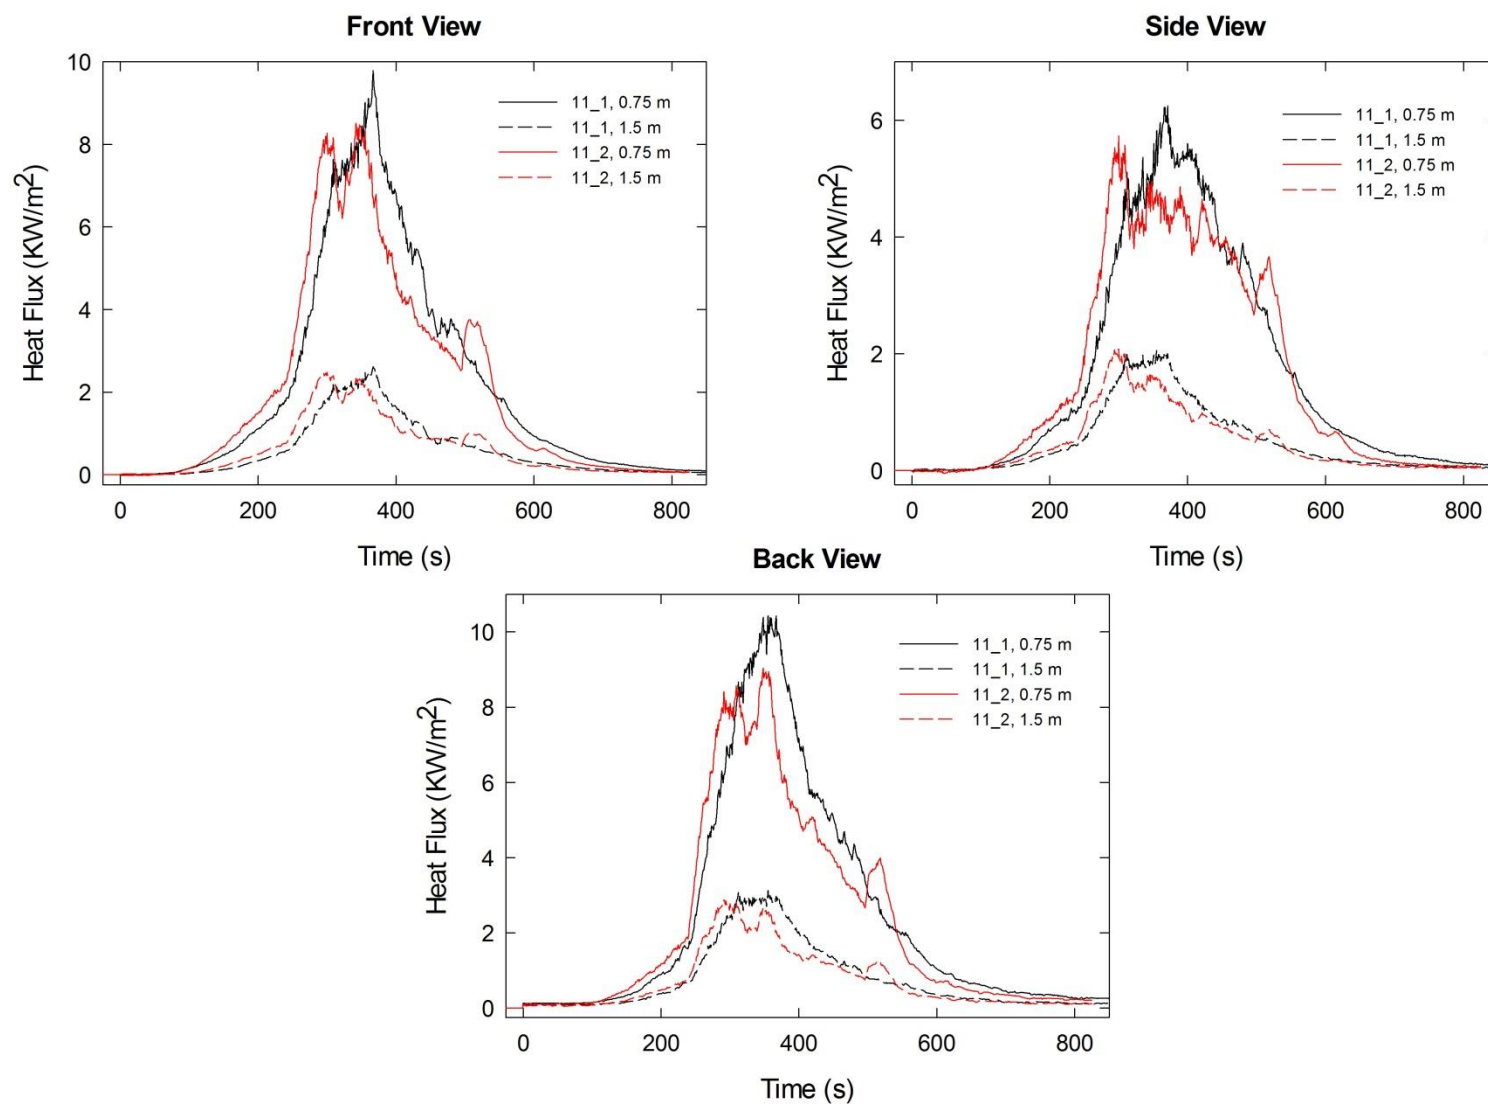 Front View
10
8
6
4
2
0
Heat Flux (KW/m²)
11_1, 0.75 m
11_1, 1.5 m
11_2, 0.75 m
11_2, 1.5 m
0 200 400 600 800
Time (s)
Side View
6
4
2
0
Heat Flux (KW/m²)
11_1, 0.75 m
11_1, 1.5 m
11_2, 0.75 m
11_2, 1.5 m
0 200 400 600 800
Time (s)
Back View
10
8
6
4
2
0
Heat Flux (KW/m²)
11_1, 0.75 m
11_1, 1.5 m
11_2, 0.75 m
11_2, 1.5 m
0 200 400 600 800
Time (s)